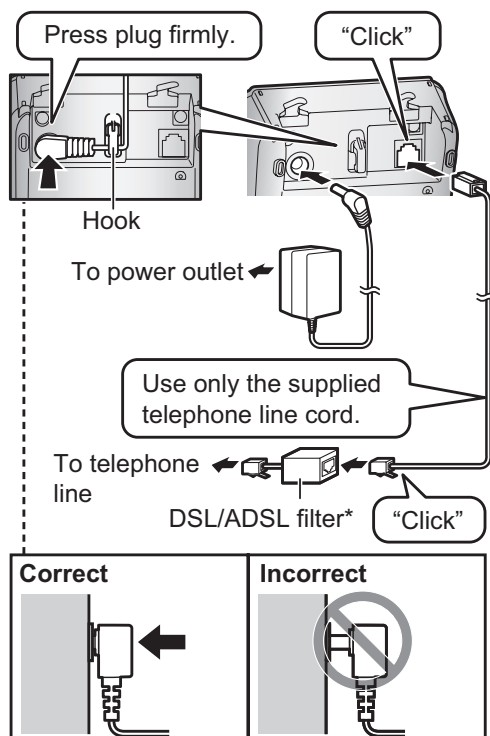 Press plug firmly.
“Click”
Hook
To power outlet
Use only the supplied
telephone line cord.
To telephone
line
DSL/ADSL filter*
“Click”
Correct
Incorrect